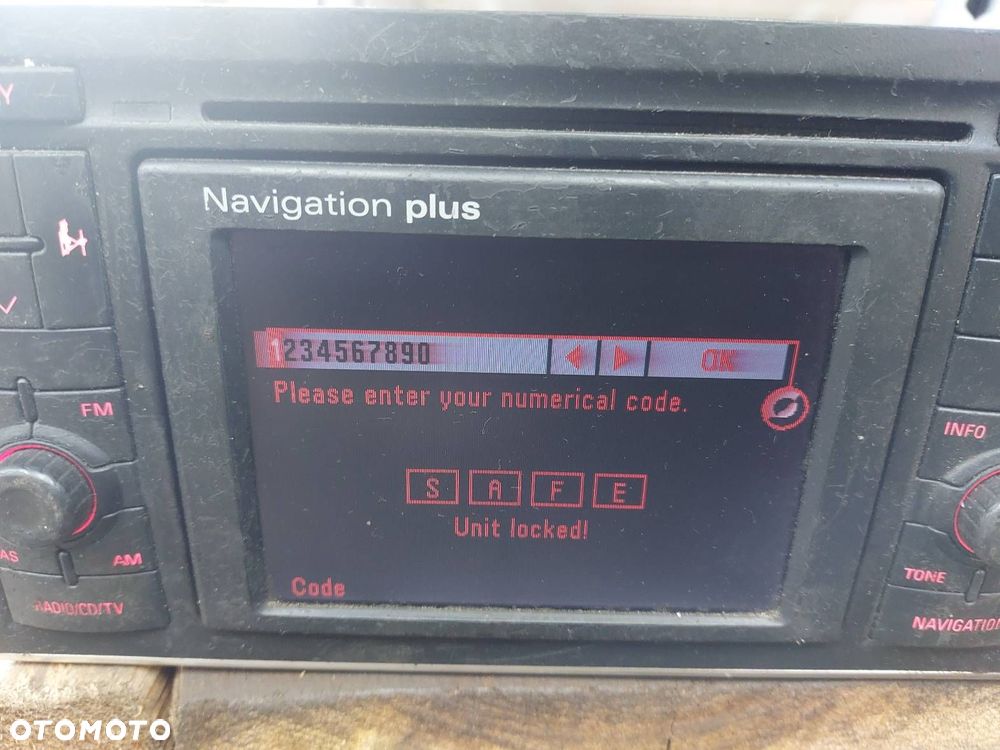 Y
Navigation plus
1234567890
OK
Please enter your numerical code.
FM
INFO
S A F E
Unit locked!
AS
AM
TONE
Code
RADIO/CD/TV
NAVIGATION
OTOMOTO